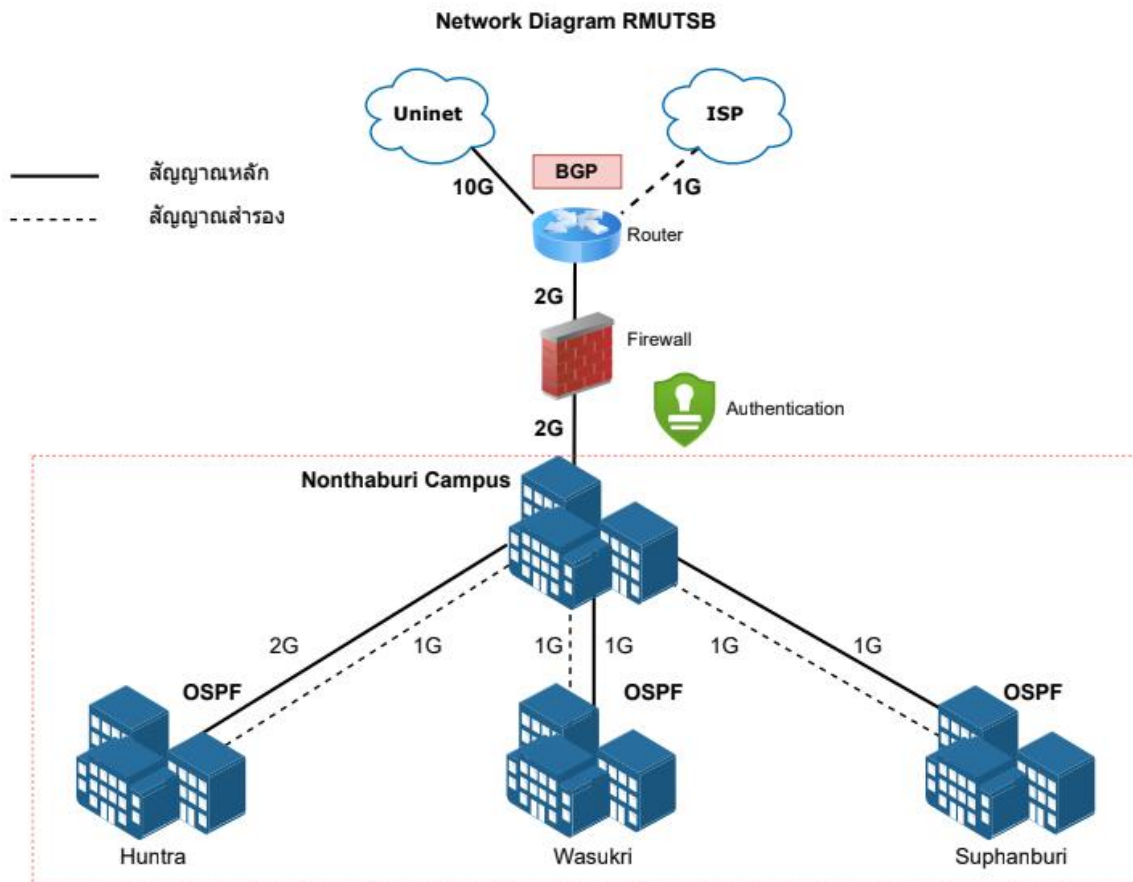 Network Diagram RMUTSB
Uninet
ISP
สัญญาณหลัก
สัญญาณสำรอง
BGP
10G
1G
Router
2G
Firewall
Authentication
2G
Nonthaburi Campus
2G
1G
1G
1G
1G
1G
OSPF
OSPF
OSPF
Huntra
Wasukri
Suphanburi